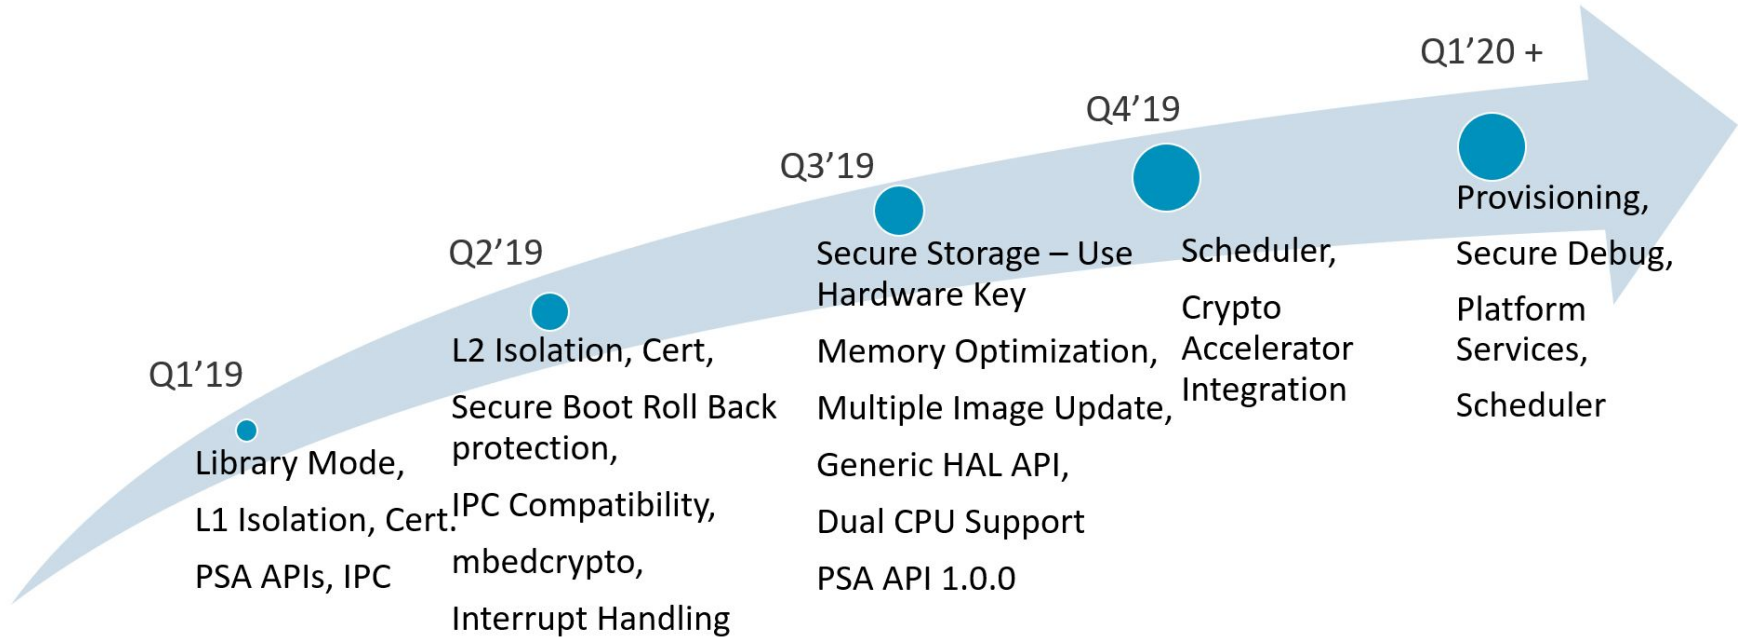 Q1’19
Library Mode,
L1 Isolation, Cert.
PSA APIs, IPC
Q2’19
L2 Isolation, Cert,
Secure Boot Roll Back
protection,
IPC Compatibility,
mbedcrypto,
Interrupt Handling
Q3’19
Secure Storage – Use
Hardware Key
Memory Optimization,
Multiple Image Update,
Generic HAL API,
Dual CPU Support
PSA API 1.0.0
Q4’19
Scheduler,
Crypto
Accelerator
Integration
Q1’20 +
Provisioning,
Secure Debug,
Platform
Services,
Scheduler